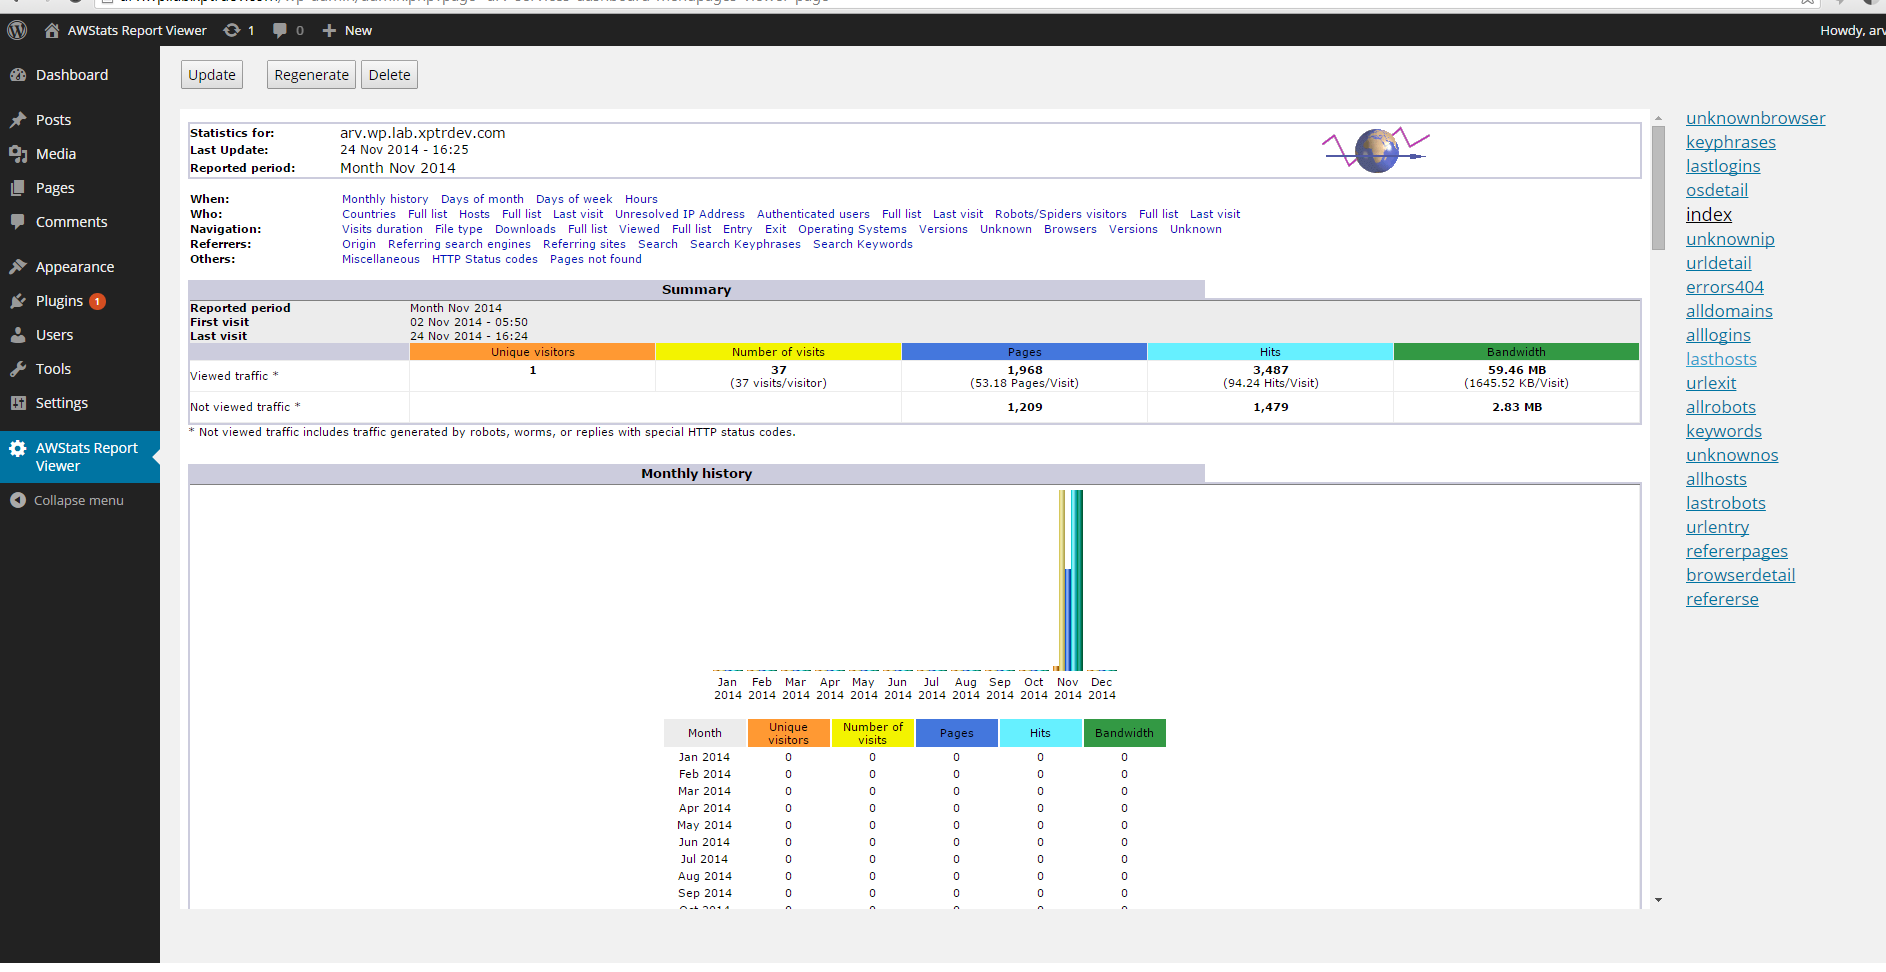 AWStats Report Viewer 1 0 New Howdy, arv
Dashboard
Posts
Media
Pages
Comments
Appearance
Plugins 1
Users
Tools
Settings
AWStats Report
Viewer
Collapse menu
Update Regenerate Delete
Statistics for: arv.wp.lab.xptrdev.com
Last Update: 24 Nov 2014 - 16:25
Reported period: Month Nov 2014
When: Monthly history Days of month Days of week Hours
Who: Countries Full list Hosts Full list Last visit Unresolved IP Address Authenticated users Full list Last visit Robots/Spiders visitors Full list Last visit
Navigation: Visits duration File type Downloads Full list Viewed Full list Entry Exit Operating Systems Versions Unknown Browsers Versions Unknown
Referrers: Origin Referring search engines Referring sites Search Search Keyphrases Search Keywords
Others: Miscellaneous HTTP Status codes Pages not found
Summary
Reported period Month Nov 2014
First visit 02 Nov 2014 - 05:50
Last visit 24 Nov 2014 - 16:24
Unique visitors Number of visits Pages Hits Bandwidth
Viewed traffic * 1 37 1,968 3,487 59.46 MB
(37 visits/visitor) (53.18 Pages/Visit) (94.24 Hits/Visit) (1645.52 KB/Visit)
Not viewed traffic * 1,209 1,479 2.83 MB
* Not viewed traffic includes traffic generated by robots, worms, or replies with special HTTP status codes.
Monthly history
Jan Feb Mar Apr May Jun Jul Aug Sep Oct Nov Dec
2014 2014 2014 2014 2014 2014 2014 2014 2014 2014 2014 2014
Month Unique visitors Number of visits Pages Hits Bandwidth
Jan 2014 0 0 0 0 0
Feb 2014 0 0 0 0 0
Mar 2014 0 0 0 0 0
Apr 2014 0 0 0 0 0
May 2014 0 0 0 0 0
Jun 2014 0 0 0 0 0
Jul 2014 0 0 0 0 0
Aug 2014 0 0 0 0 0
Sep 2014 0 0 0 0 0
unknownbrowser
keyphrases
lastlogins
osdetail
index
unknownip
urldetail
errors404
alldomains
alllogins
lasthosts
urlexit
allrobots
keywords
unknownos
allhosts
lastrobots
urlentry
refererpages
browserdetail
refererse